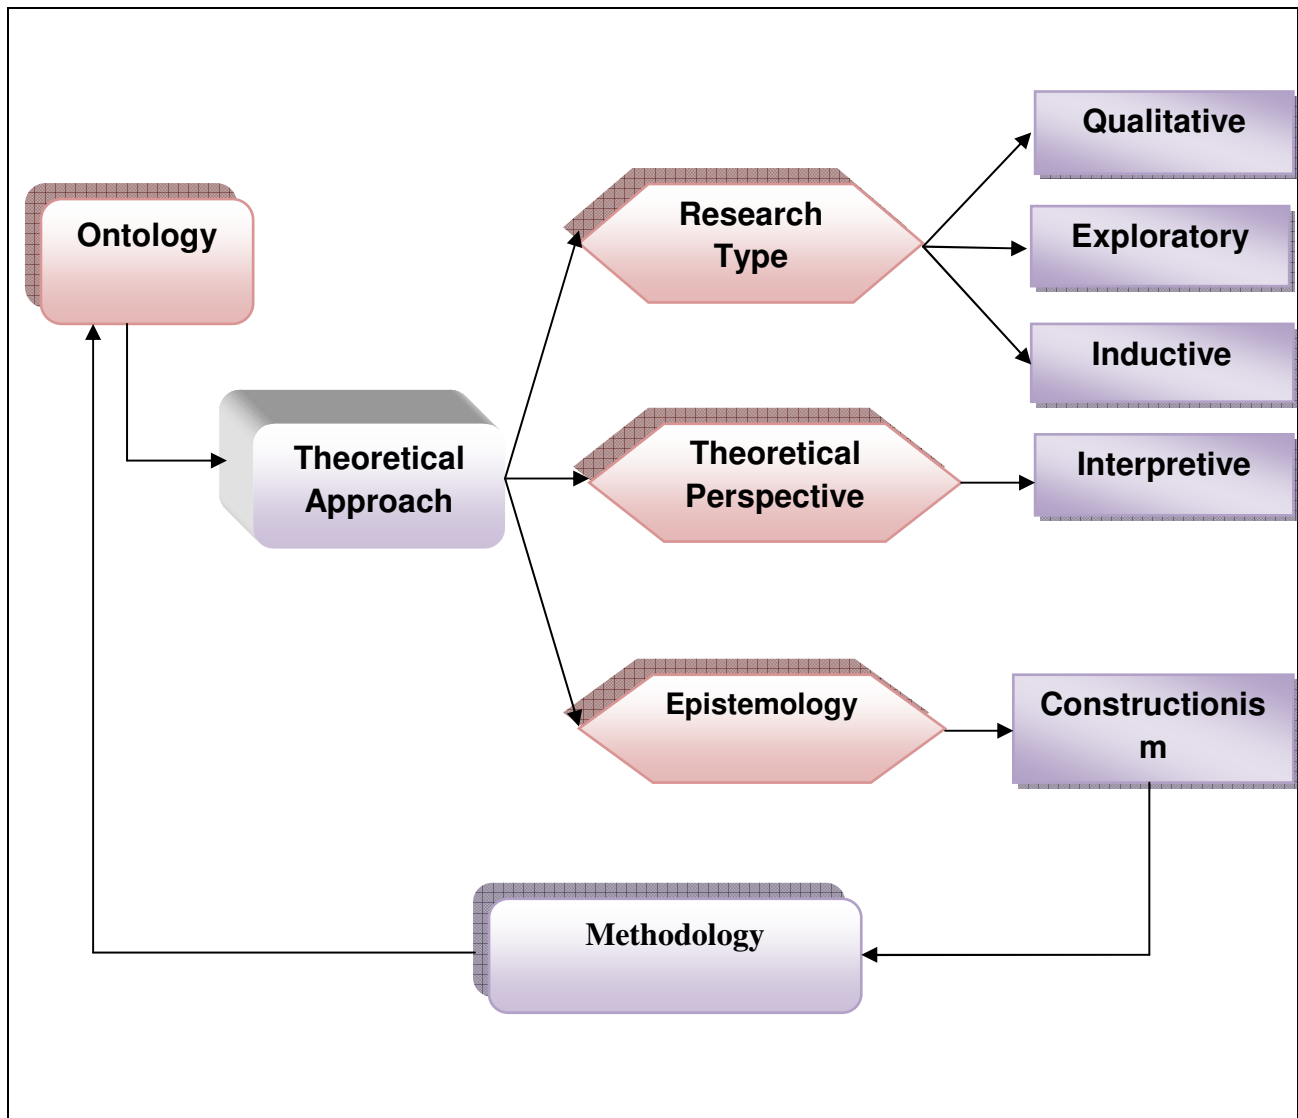 Ontology
Theoretical
Approach
Research
Type
Qualitative
Exploratory
Inductive
Theoretical
Perspective
Interpretive
Epistemology
Constructionis
m
Methodology